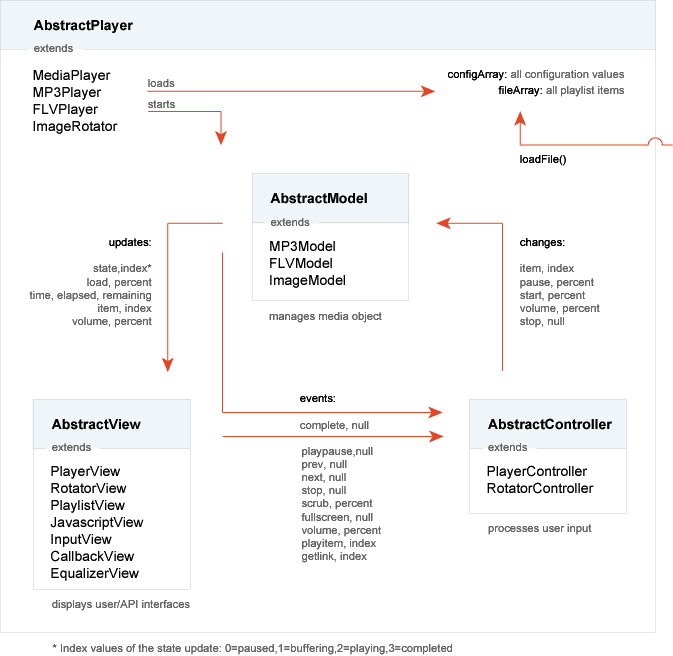 AbstractPlayer
extends
MediaPlayer
MP3Player
FLVPlayer
ImageRotator
loads
starts
configArray: all configuration values
fileArray: all playlist items
loadFile()
AbstractModel
extends
MP3Model
FLVModel
ImageModel
manages media object
updates:
state,index*
load, percent
time, elapsed, remaining
item, index
volume, percent
changes:
item, index
pause, percent
start, percent
volume, percent
stop, null
events:
complete, null
playpause,null
prev, null
next, null
stop, null
scrub, percent
fullscreen, null
volume, percent
playitem, index
getlink, index
AbstractView
extends
PlayerView
RotatorView
PlaylistView
JavascriptView
InputView
CallbackView
EqualizerView
displays user/API interfaces
AbstractController
extends
PlayerController
RotatorController
processes user input
* Index values of the state update: 0=paused,1=buffering,2=playing,3=completed